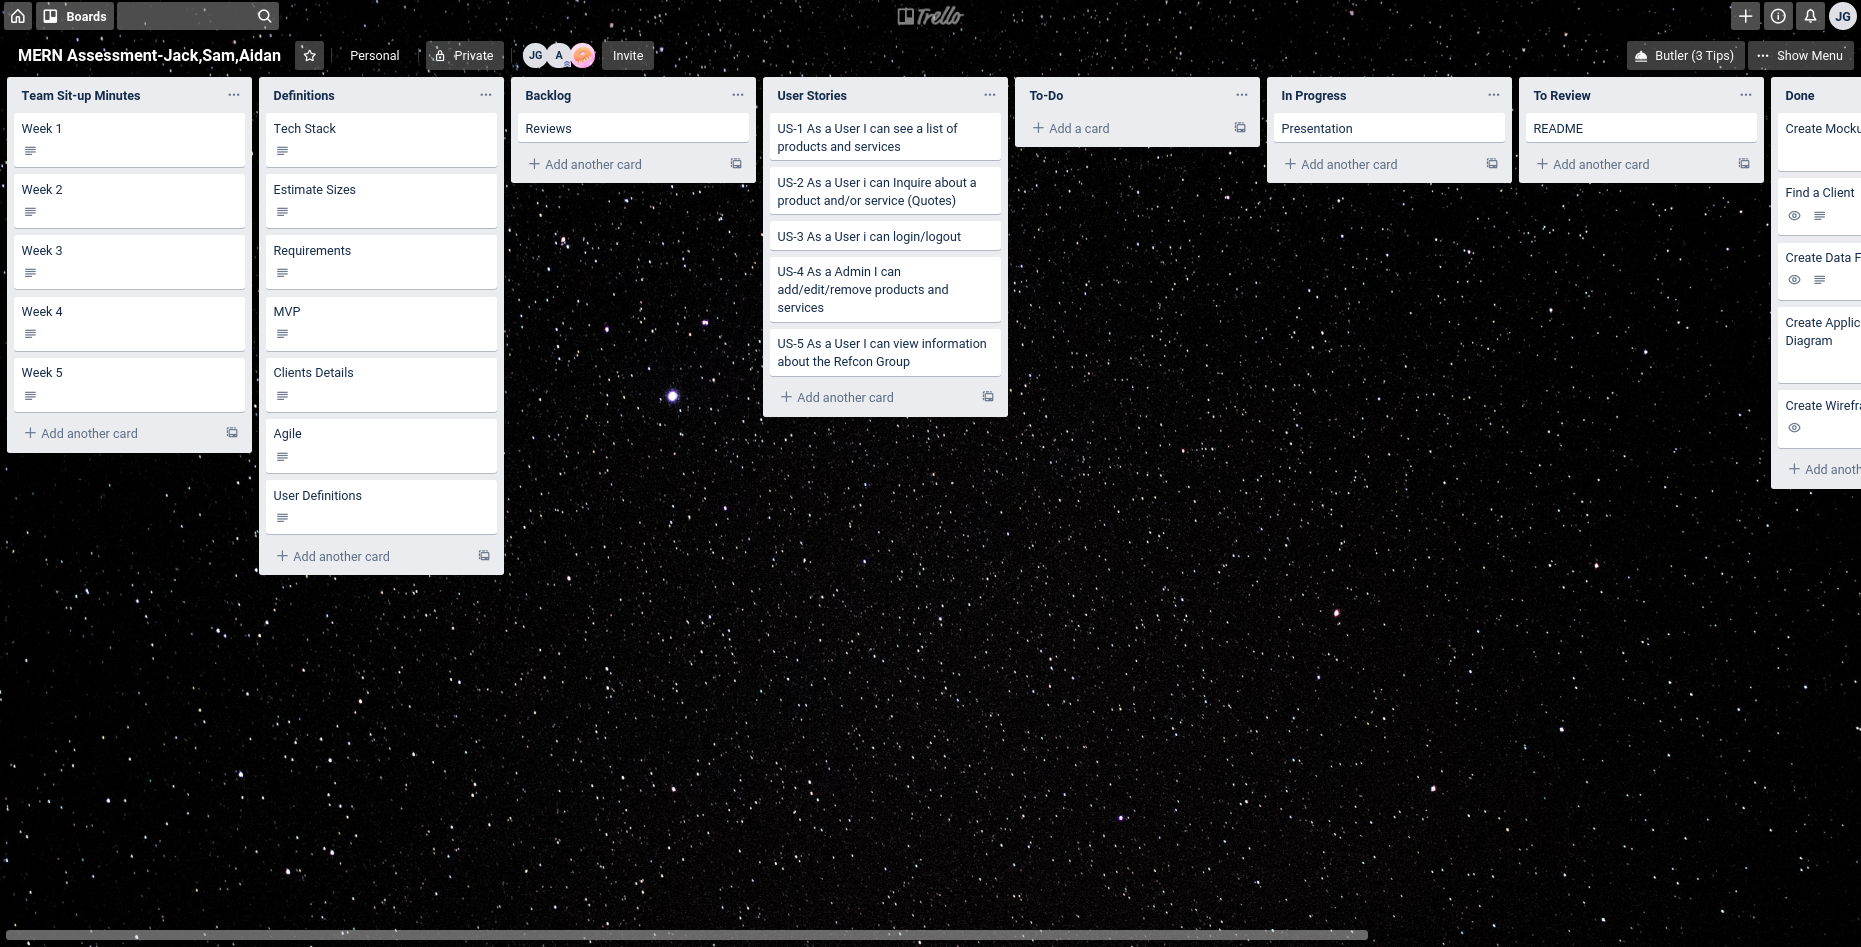 Boards
Trello
JG
MERN Assessment-Jack,Sam,Aidan
Personal
Private
JG
A
Invite
Butler (3 Tips)
Show Menu
Team Sit-up Minutes
Week 1
Week 2
Week 3
Week 4
Week 5
Add another card
Definitions
Tech Stack
Estimate Sizes
Requirements
MVP
Clients Details
Agile
User Definitions
Add another card
Backlog
Reviews
Add another card
User Stories
US-1 As a User I can see a list of
products and services
US-2 As a User i can Inquire about a
product and/or service (Quotes)
US-3 As a User i can login/logout
US-4 As a Admin I can
add/edit/remove products and
services
US-5 As a User I can view information
about the Refcon Group
Add another card
To-Do
Add a card
In Progress
Presentation
Add another card
To Review
README
Add another card
Done
Create Mocku
Find a Client
Create Data F
Create Applic
Diagram
Create Wirefra
Add anoth